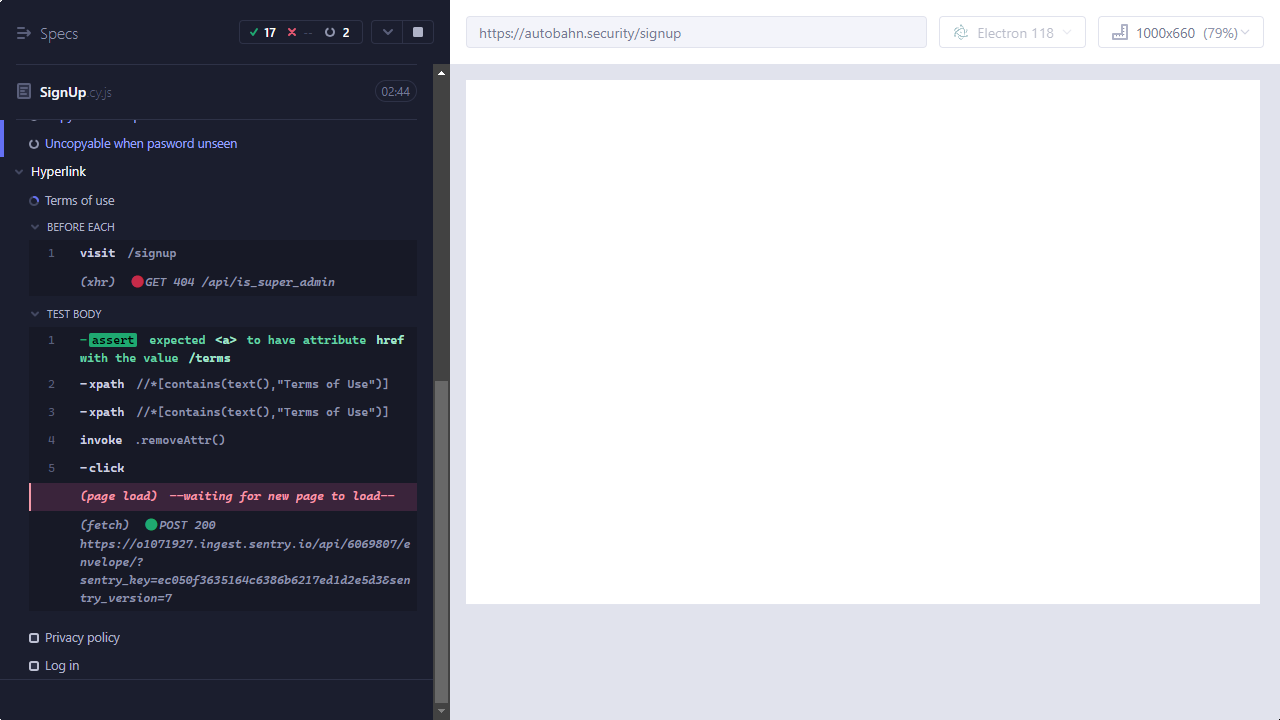 Specs
17 -- 2
https://autobahn.security/signup
Electron 118
1000x660 (79%)
SignUp.cy.js
02:44
Uncopyable when pasword unseen
Hyperlink
Terms of use
BEFORE EACH
1 visit /signup
(xhr) GET 404 /api/is_super_admin
TEST BODY
1 -assert expected <a> to have attribute href
with the value /terms
2 -xpath //*[contains(text(),"Terms of Use")]
3 -xpath //*[contains(text(),"Terms of Use")]
4 invoke .removeAttr()
5 -click
(page load) --waiting for new page to load--
(fetch) POST 200
https://o1071927.ingest.sentry.io/api/6069807/e
nvelope/?
sentry_key=ec050f3635164c6386b6217ed1d2e5d3&sen
try_version=7
Privacy policy
Log in